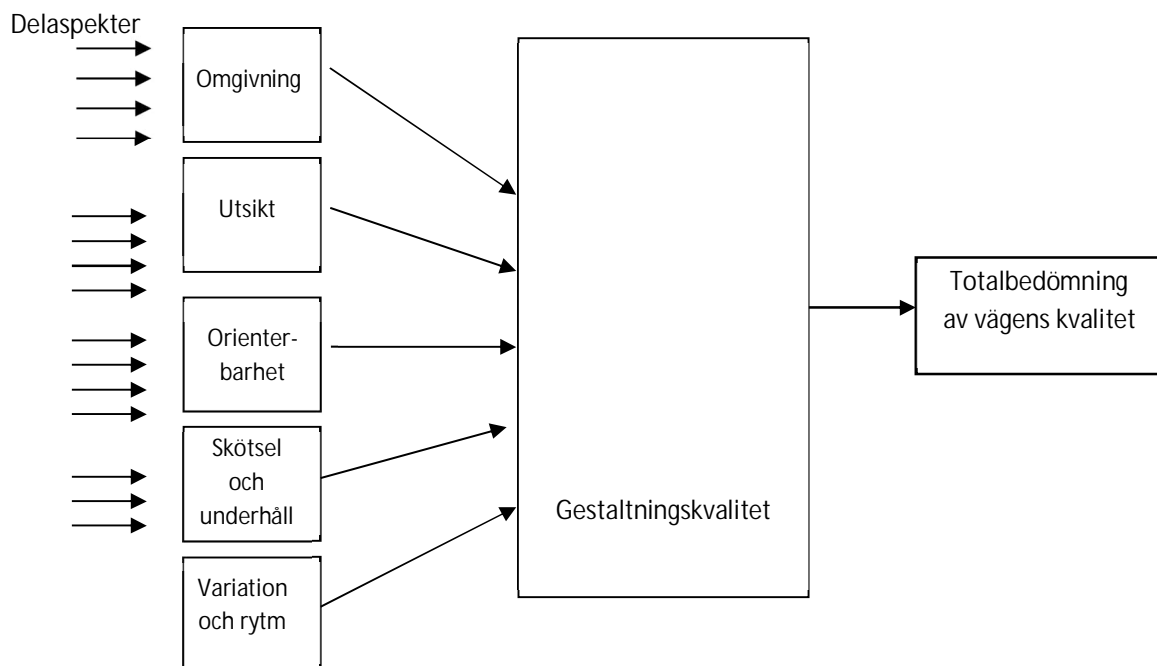 Delaspekter
Omgivning
Utsikt
Orienter-
barhet
Skötsel
och
underhåll
Variation
och rytm
Gestaltningskvalitet
Totalbedömning
av vägens kvalitet